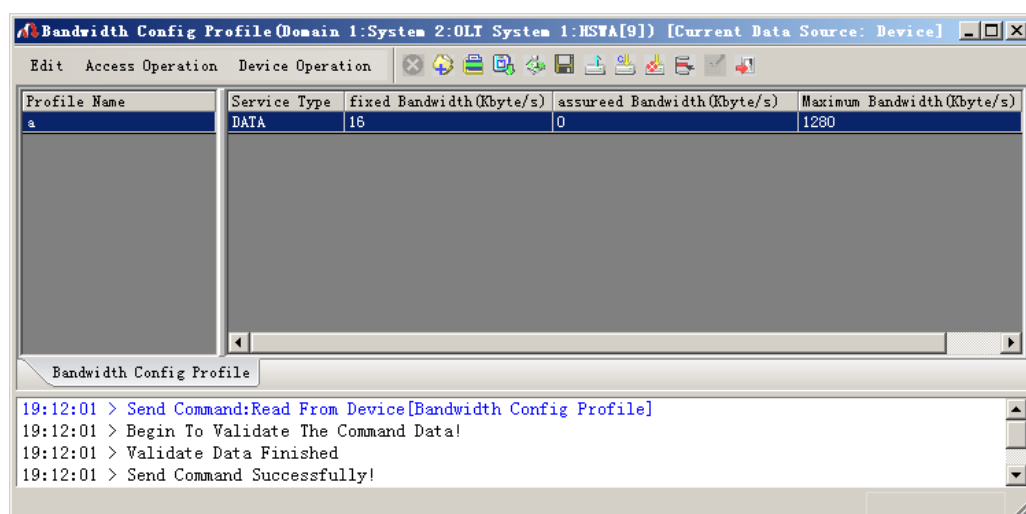 Bandwidth Config Profile(Domain 1:System 2:OLT System 1:HSWA[9]) [Current Data Source: Device]
Edit Access Operation Device Operation
Profile Name Service Type fixed Bandwidth(Kbyte/s) assureed Bandwidth(Kbyte/s) Maximum Bandwidth(Kbyte/s)
a DATA 16 0 1280
Bandwidth Config Profile
19:12:01 > Send Command:Read From Device[Bandwidth Config Profile]
19:12:01 > Begin To Validate The Command Data!
19:12:01 > Validate Data Finished
19:12:01 > Send Command Successfully!